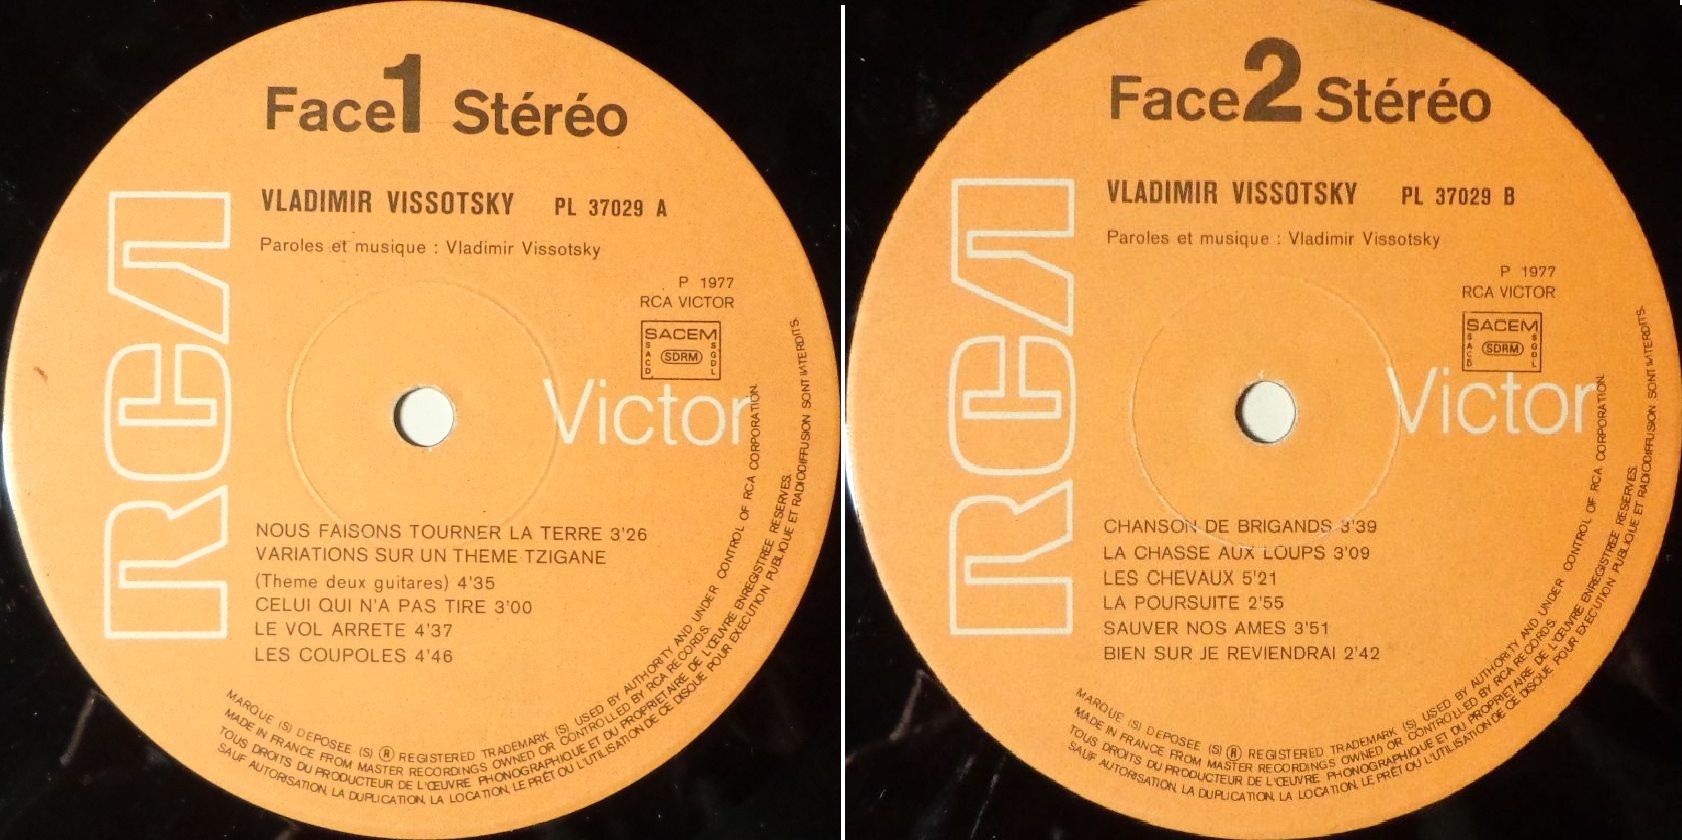 Face1 Stéréo
VLADIMIR VISSOTSKY PL 37029 A
Paroles et musique : Vladimir Vissotsky
P 1977
RCA VICTOR
SACEM
SACD SDRM SGDL
RCA
Victor
NOUS FAISONS TOURNER LA TERRE 3'26
VARIATIONS SUR UN THEME TZIGANE
(Theme deux guitares) 4'35
CELUI QUI N'A PAS TIRE 3'00
LE VOL ARRETE 4'37
LES COUPOLES 4'46
MARQUE (S) DEPOSEE (S) ® REGISTERED TRADEMARK (S) USED BY AUTHORITY AND UNDER CONTROL OF RCA CORPORATION.
MADE IN FRANCE FROM MASTER RECORDINGS OWNED OR CONTROLLED BY RCA RECORDS.
TOUS DROITS DU PRODUCTEUR DE L'ŒUVRE PHONOGRAPHIQUE ET DU PROPRIETAIRE DE L'ŒUVRE ENREGISTREE RESERVES.
SAUF AUTORISATION, LA DUPLICATION, LA LOCATION, LE PRÊT OU L'UTILISATION DE CE DISQUE POUR EXECUTION PUBLIQUE ET RADIODIFFUSION SONT INTERDITS.
Face2 Stéréo
VLADIMIR VISSOTSKY PL 37029 B
Paroles et musique : Vladimir Vissotsky
P 1977
RCA VICTOR
SACEM
SACD SDRM SGDL
RCA
Victor
CHANSON DE BRIGANDS 3'39
LA CHASSE AUX LOUPS 3'09
LES CHEVAUX 5'21
LA POURSUITE 2'55
SAUVER NOS AMES 3'51
BIEN SUR JE REVIENDRAI 2'42
MARQUE (S) DEPOSEE (S) ® REGISTERED TRADEMARK (S) USED BY AUTHORITY AND UNDER CONTROL OF RCA CORPORATION.
MADE IN FRANCE FROM MASTER RECORDINGS OWNED OR CONTROLLED BY RCA RECORDS.
TOUS DROITS DU PRODUCTEUR DE L'ŒUVRE PHONOGRAPHIQUE ET DU PROPRIETAIRE DE L'ŒUVRE ENREGISTREE RESERVES.
SAUF AUTORISATION, LA DUPLICATION, LA LOCATION, LE PRÊT OU L'UTILISATION DE CE DISQUE POUR EXECUTION PUBLIQUE ET RADIODIFFUSION SONT INTERDITS.